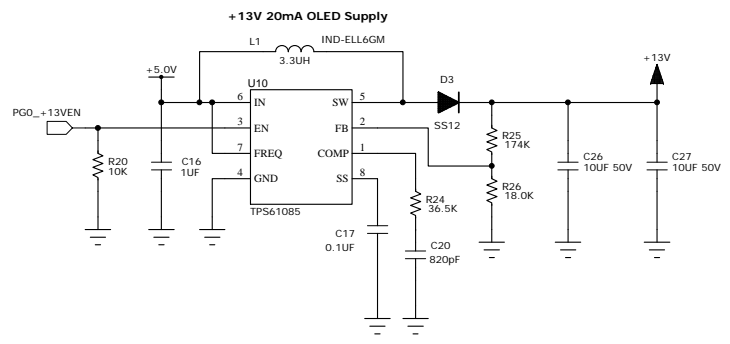 +13V 20mA OLED Supply
L1
IND-ELL6GM
3.3UH
+5.0V
+13V
U10
D3
6 IN
SW 5
PG0_+13VEN
3 EN
FB 2
SS12
R25
174K
7 FREQ
COMP 1
R20
10K
C16
1UF
C26
10UF 50V
C27
10UF 50V
4 GND
SS 8
R26
18.0K
R24
36.5K
TPS61085
C17
0.1UF
C20
820pF